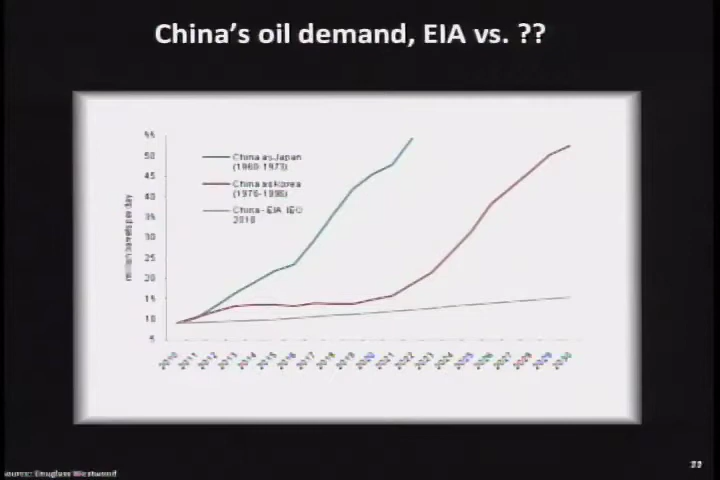 China's oil demand, EIA vs. ??
55
50
45
40
35
30
25
20
15
10
5
million barrels per day
China as Japan
(1960-1973)
China as Korea
(1976-1996)
China - EIA IEO
2010
2010 2011 2012 2013 2014 2015 2016 2017 2018 2019 2020 2021 2022 2023 2024 2025 2026 2027 2028 2029 2030
Source: Douglass Westwood